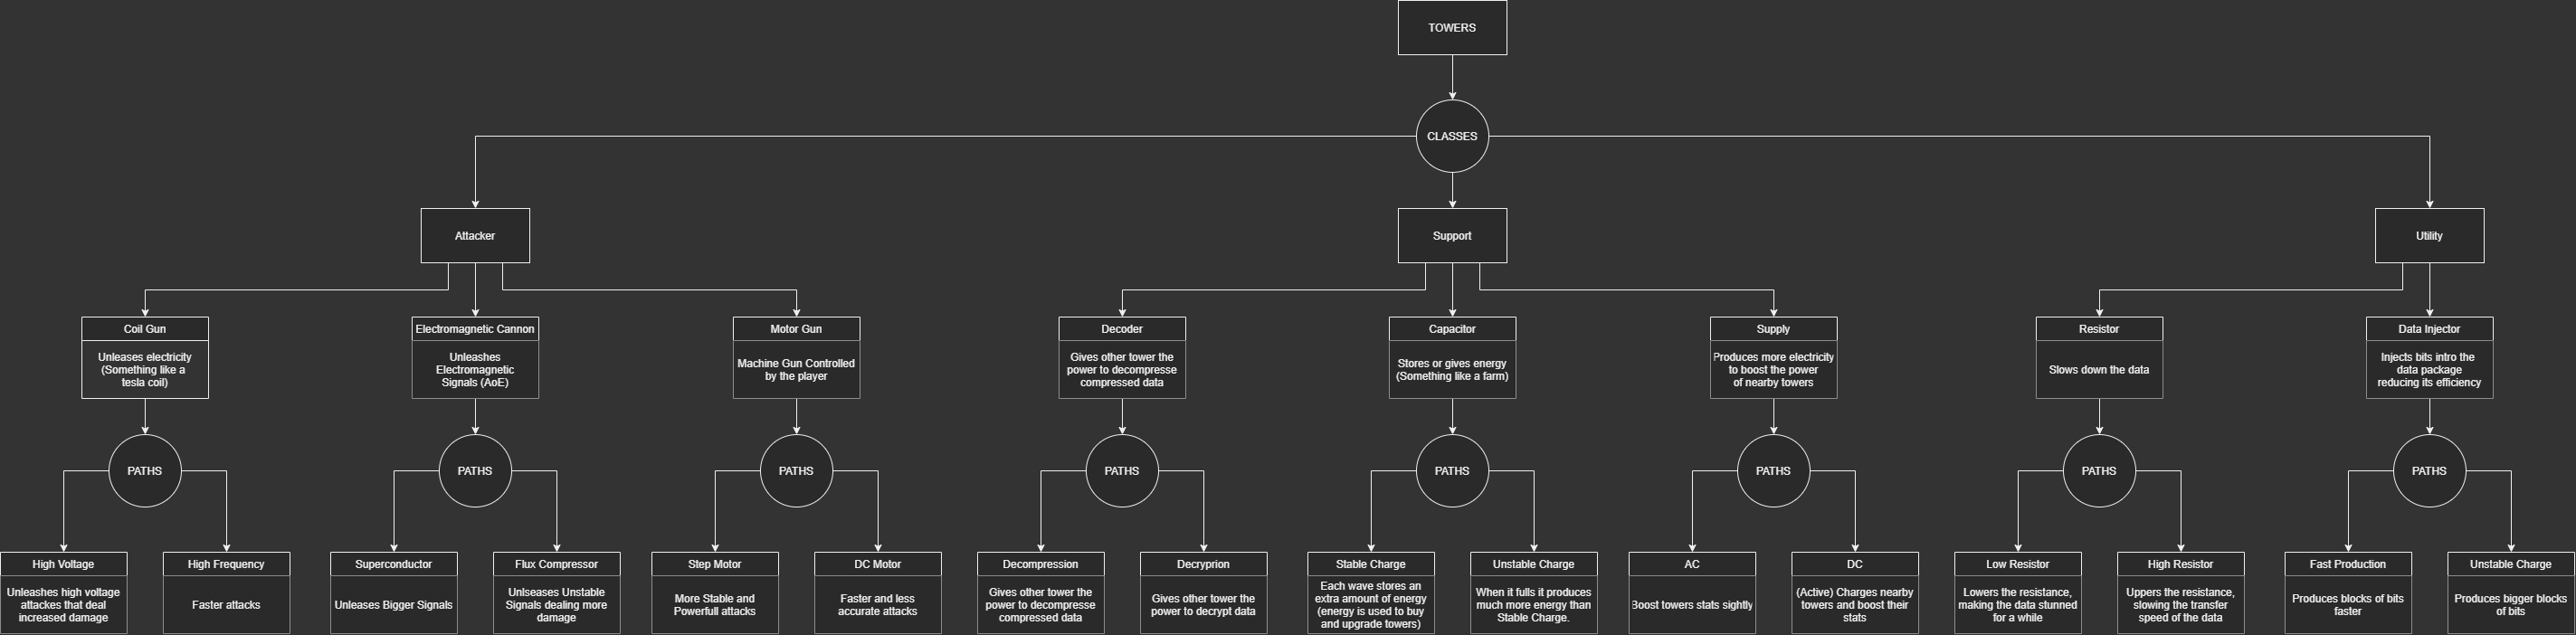 TOWERS
CLASSES
Attacker
Support
Utility
Coil Gun
Unleases electricity
(Something like a
tesla coil)
Electromagnetic Cannon
Unleashes
Electromagnetic
Signals (AoE)
Motor Gun
Machine Gun Controlled
by the player
Decoder
Gives other tower the
power to decompresse
compressed data
Capacitor
Stores or gives energy
(Something like a farm)
Supply
Produces more electricity
to boost the power
of nearby towers
Resistor
Slows down the data
Data Injector
Injects bits intro the
data package
reducing its efficiency
PATHS
PATHS
PATHS
PATHS
PATHS
PATHS
PATHS
PATHS
High Voltage
Unleashes high voltage
attackes that deal
increased damage
High Frequency
Faster attacks
Superconductor
Unleases Bigger Signals
Flux Compressor
Unlseases Unstable
Signals dealing more
damage
Step Motor
More Stable and
Powerfull attacks
DC Motor
Faster and less
accurate attacks
Decompression
Gives other tower the
power to decompresse
compressed data
Decryprion
Gives other tower the
power to decrypt data
Stable Charge
Each wave stores an
extra amount of energy
(energy is used to buy
and upgrade towers)
Unstable Charge
When it fulls it produces
much more energy than
Stable Charge.
AC
Boost towers stats sightly
DC
(Active) Charges nearby
towers and boost their
stats
Low Resistor
Lowers the resistance,
making the data stunned
for a while
High Resistor
Uppers the resistance,
slowing the transfer
speed of the data
Fast Production
Produces blocks of bits
faster
Unstable Charge
Produces bigger blocks
of bits